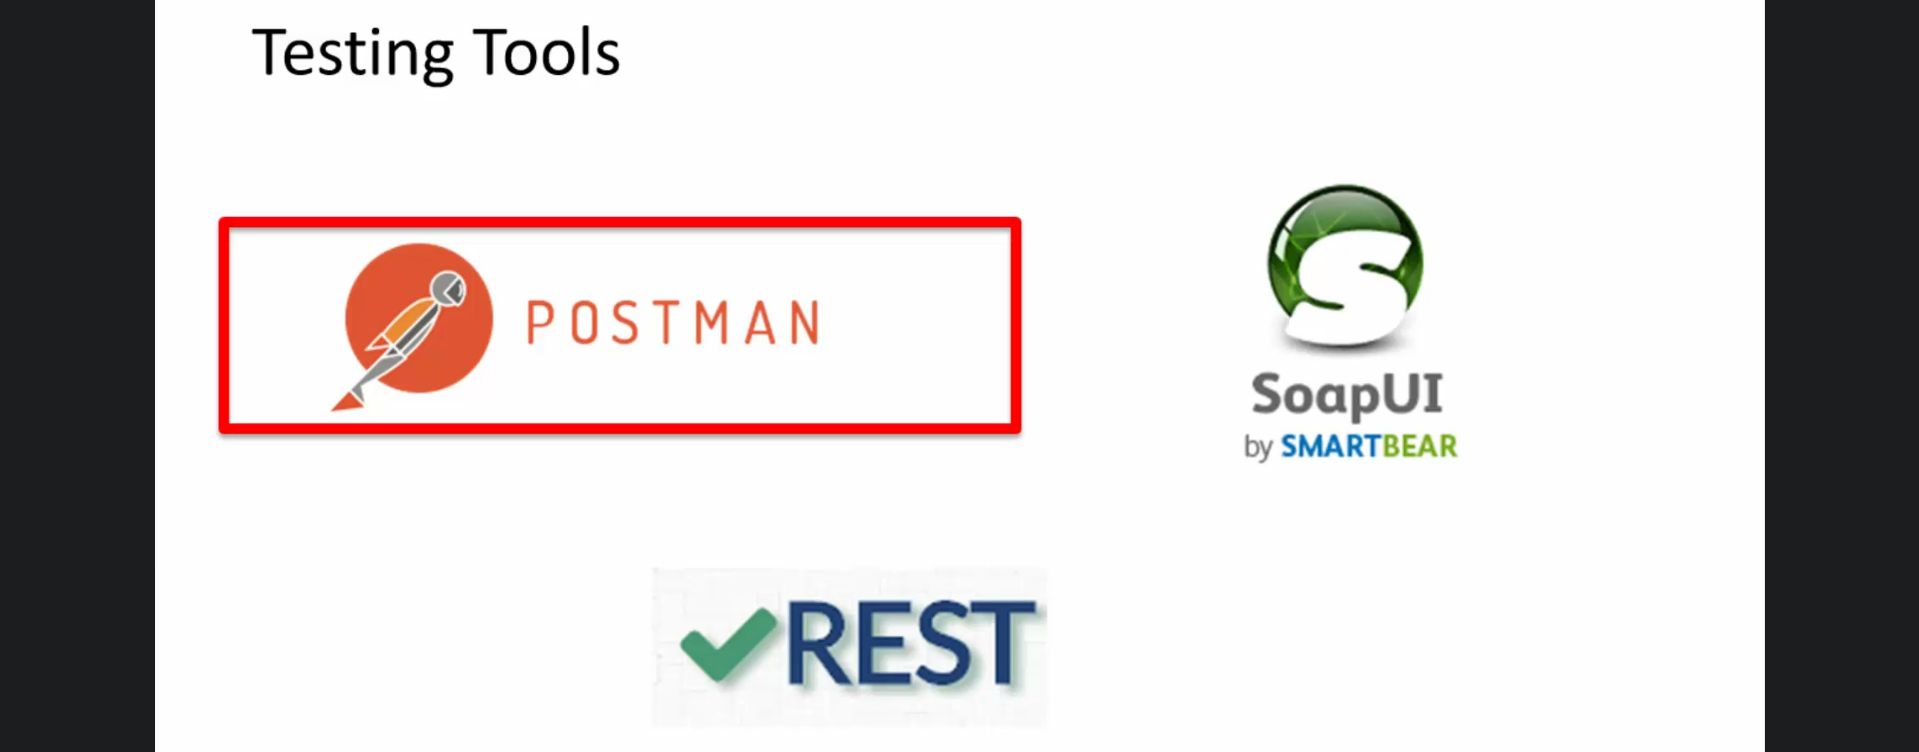 Testing Tools
POSTMAN
SoapUI
by SMARTBEAR
REST